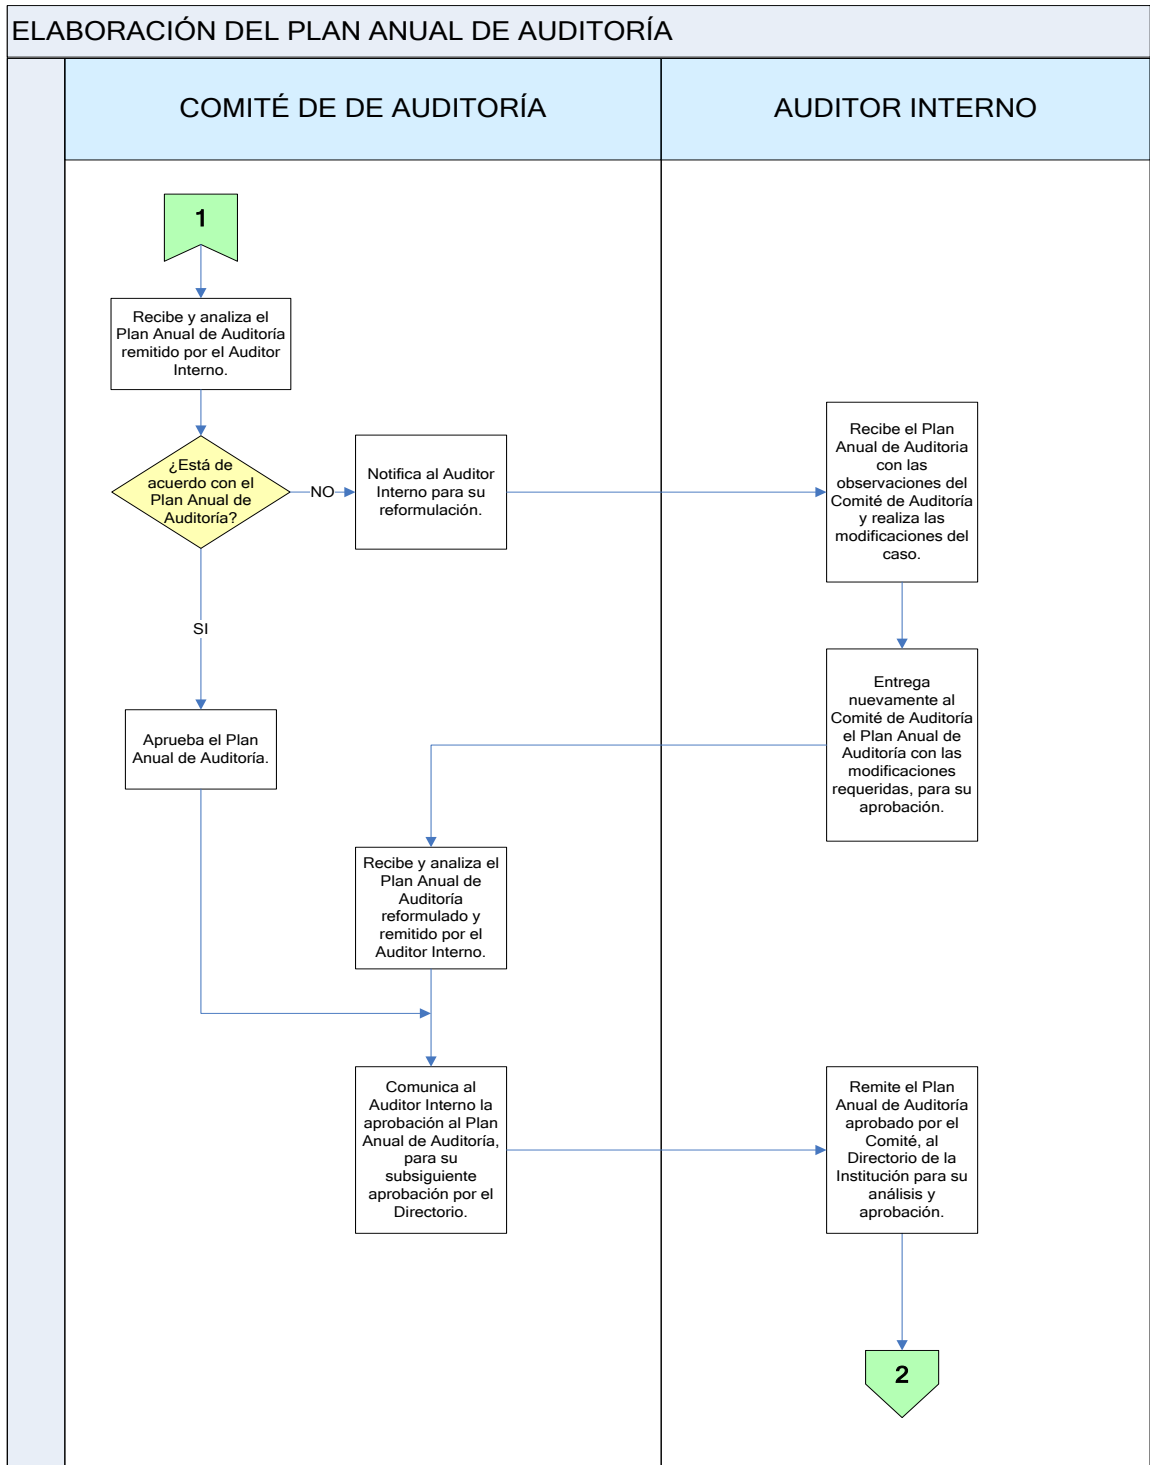 ELABORACIÓN DEL PLAN ANUAL DE AUDITORÍA
COMITÉ DE DE AUDITORÍA
AUDITOR INTERNO
1
Recibe y analiza el
Plan Anual de Auditoría
remitido por el Auditor
Interno.
¿Está de
acuerdo con el
Plan Anual de
Auditoría?
NO
Notifica al Auditor
Interno para su
reformulación.
Recibe el Plan
Anual de Auditoria
con las
observaciones del
Comité de Auditoría
y realiza las
modificaciones del
caso.
SI
Entrega
nuevamente al
Comité de Auditoría
el Plan Anual de
Auditoría con las
modificaciones
requeridas, para su
aprobación.
Aprueba el Plan
Anual de Auditoría.
Recibe y analiza el
Plan Anual de
Auditoría
reformulado y
remitido por el
Auditor Interno.
Comunica al
Auditor Interno la
aprobación al Plan
Anual de Auditoría,
para su
subsiguiente
aprobación por el
Directorio.
Remite el Plan
Anual de Auditoría
aprobado por el
Comité, al
Directorio de la
Institución para su
análisis y
aprobación.
2